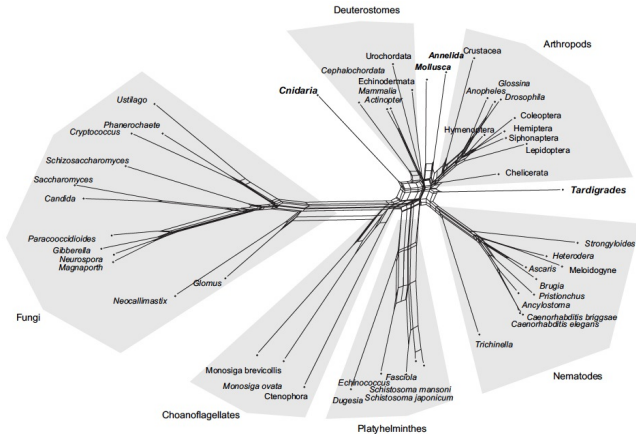 Deuterostomes
Urochordata
Cephalochordata
Echinodermata
Mammalia
Actinopter
Cnidaria
Annelida
Mollusca
Crustacea
Arthropods
Glossina
Anopheles
Drosophila
Coleoptera
Hymenoptera
Hemiptera
Siphonaptera
Lepidoptera
Chelicerata
Tardigrades
Ustilago
Phanerochaete
Cryptococcus
Schizosaccharomyces
Saccharomyces
Candida
Paracoccidioides
Gibberella
Neurospora
Magnaporth
Glomus
Neocallimastix
Fungi
Strongyloides
Heterodera
Ascaris
Meloidogyne
Brugia
Pristionchus
Ancylostoma
Caenorhabditis briggsae
Caenorhabditis elegans
Trichinella
Nematodes
Monosiga brevicollis
Monosiga ovata
Ctenophora
Choanoflagellates
Echinococcus
Fasciola
Schistosoma mansoni
Dugesia
Schistosoma japonicum
Platyhelminthes